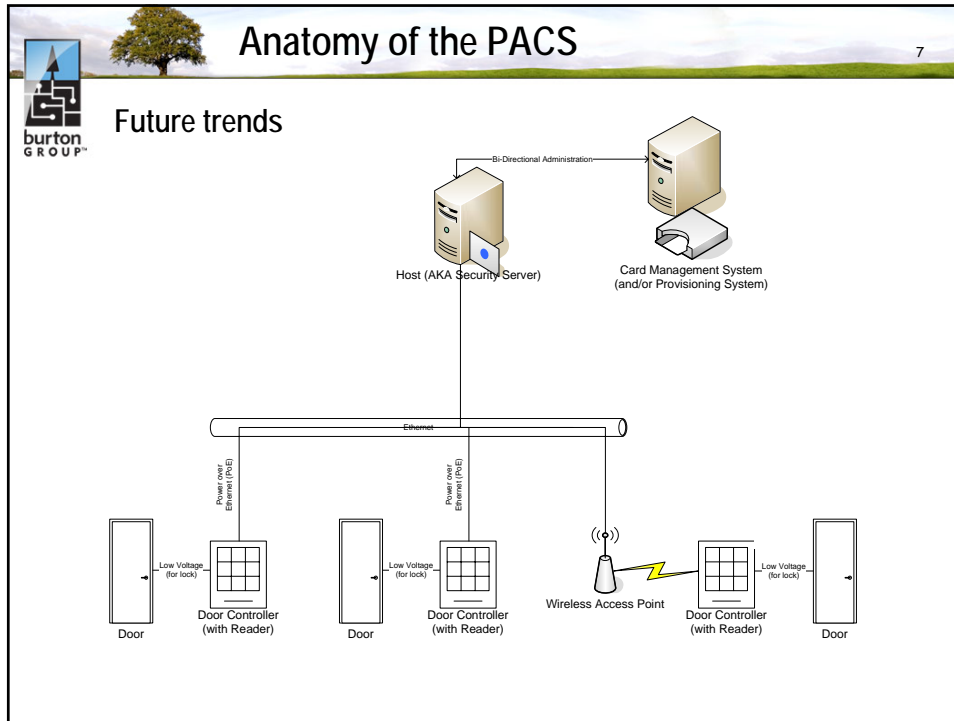 Anatomy of the PACS
7
burton
GROUP™
Future trends
Bi-Directional Administration
Host (AKA Security Server)
Card Management System
(and/or Provisioning System)
Ethernet
Power over
Ethernet (PoE)
Power over
Ethernet (PoE)
Low Voltage
(for lock)
Low Voltage
(for lock)
Low Voltage
(for lock)
Wireless Access Point
Door
Door Controller
(with Reader)
Door
Door Controller
(with Reader)
Door Controller
(with Reader)
Door